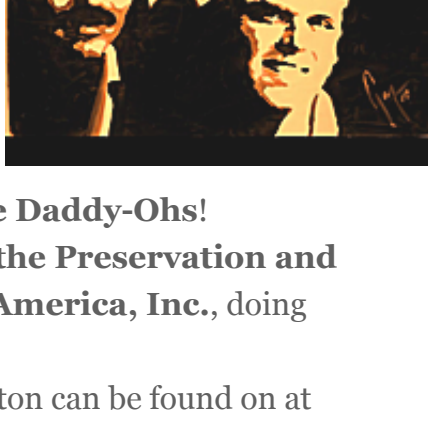 e Daddy-Ohs!
the Preservation and
America, Inc., doing
ton can be found on at